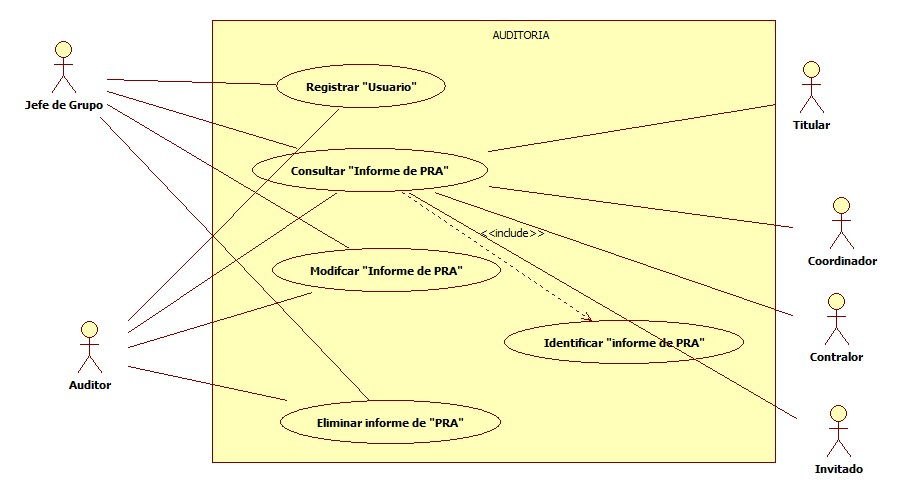 AUDITORIA
Registrar "Usuario"
Jefe de Grupo
Titular
Consultar "Informe de PRA"
<<include>>
Coordinador
Modifcar "Informe de PRA"
Identificar "informe de PRA"
Contralor
Auditor
Eliminar informe de "PRA"
Invitado